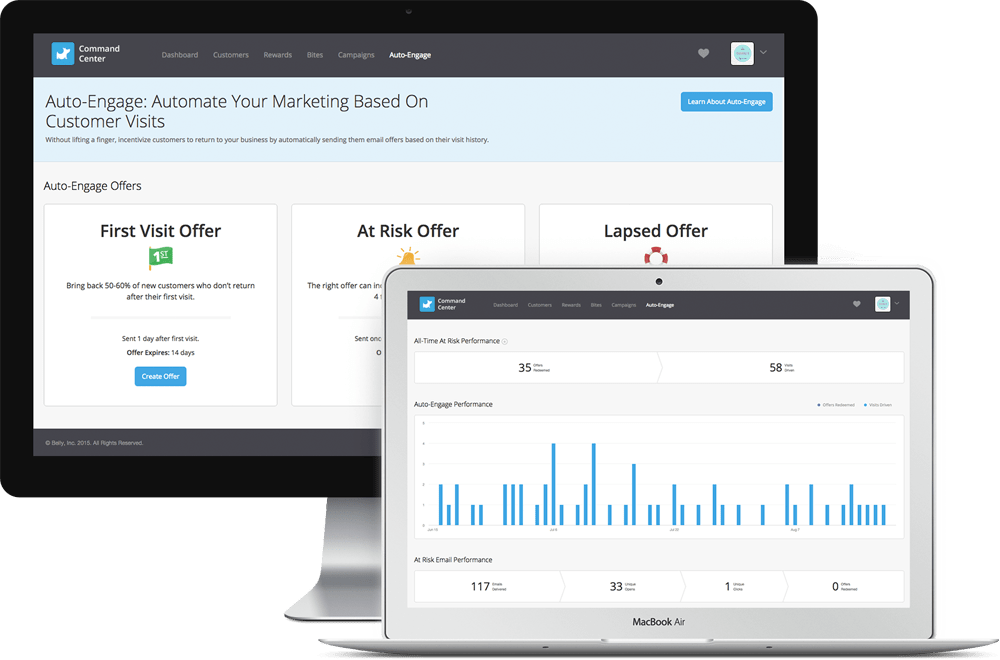 Command
Center
Dashboard Customers Rewards Bites Campaigns Auto-Engage
Auto-Engage: Automate Your Marketing Based On
Customer Visits
Learn About Auto-Engage
Without lifting a finger, incentivize customers to return to your business by automatically sending them email offers based on their visit history.
Auto-Engage Offers
First Visit Offer
1ST
Bring back 50-60% of new customers who don't return
after their first visit.
Sent 1 day after first visit.
Offer Expires: 14 days
Create Offer
At Risk Offer
The right offer can
4
Sent
Lapsed Offer
© Belly, Inc. 2015. All Rights Reserved.
Command
Center
Dashboard Customers Rewards Bites Campaigns Auto-Engage
All-Time At Risk Performance
35 Offers
Redeemed
58 Visits
Driven
Auto-Engage Performance
Offers Redeemed Visits Driven
5
4
3
2
1
0
Jul 8
Aug 7
At Risk Email Performance
117 Emails
Delivered
33 Unique
Opens
1 Unique
Clicks
0 Offers
Redeemed
MacBook Air